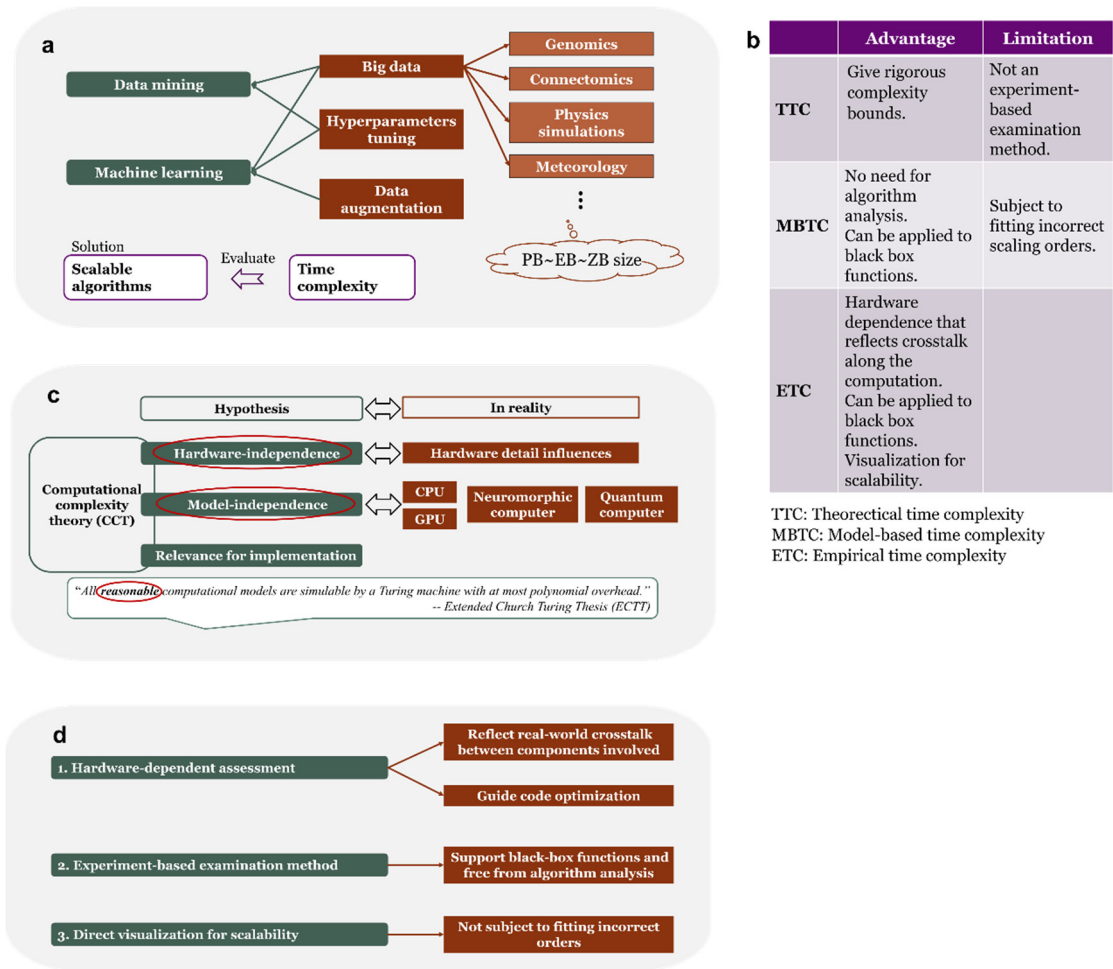 a
Data mining
Machine learning
Big data
Hyperparameters
tuning
Data
augmentation
Genomics
Connectomics
Physics
simulations
Meteorology
PB~EB~ZB size
Solution
Scalable
algorithms
Evaluate
Time
complexity
b
Advantage
Limitation
TTC
Give rigorous
complexity
bounds.
Not an
experiment-
based
examination
method.
MBTC
No need for
algorithm
analysis.
Can be applied to
black box
functions.
Subject to
fitting incorrect
scaling orders.
ETC
Hardware
dependence that
reflects crosstalk
along the
computation.
Can be applied to
black box
functions.
Visualization for
scalability.
TTC: Theorectical time complexity
MBTC: Model-based time complexity
ETC: Empirical time complexity
c
Hypothesis
In reality
Computational
complexity
theory (CCT)
Hardware-independence
Hardware detail influences
Model-independence
CPU
GPU
Neuromorphic
computer
Quantum
computer
Relevance for implementation
“All reasonable computational models are simulable by a Turing machine with at most polynomial overhead.”
-- Extended Church Turing Thesis (ECTT)
d
1. Hardware-dependent assessment
Reflect real-world crosstalk
between components involved
Guide code optimization
2. Experiment-based examination method
Support black-box functions and
free from algorithm analysis
3. Direct visualization for scalability
Not subject to fitting incorrect
orders